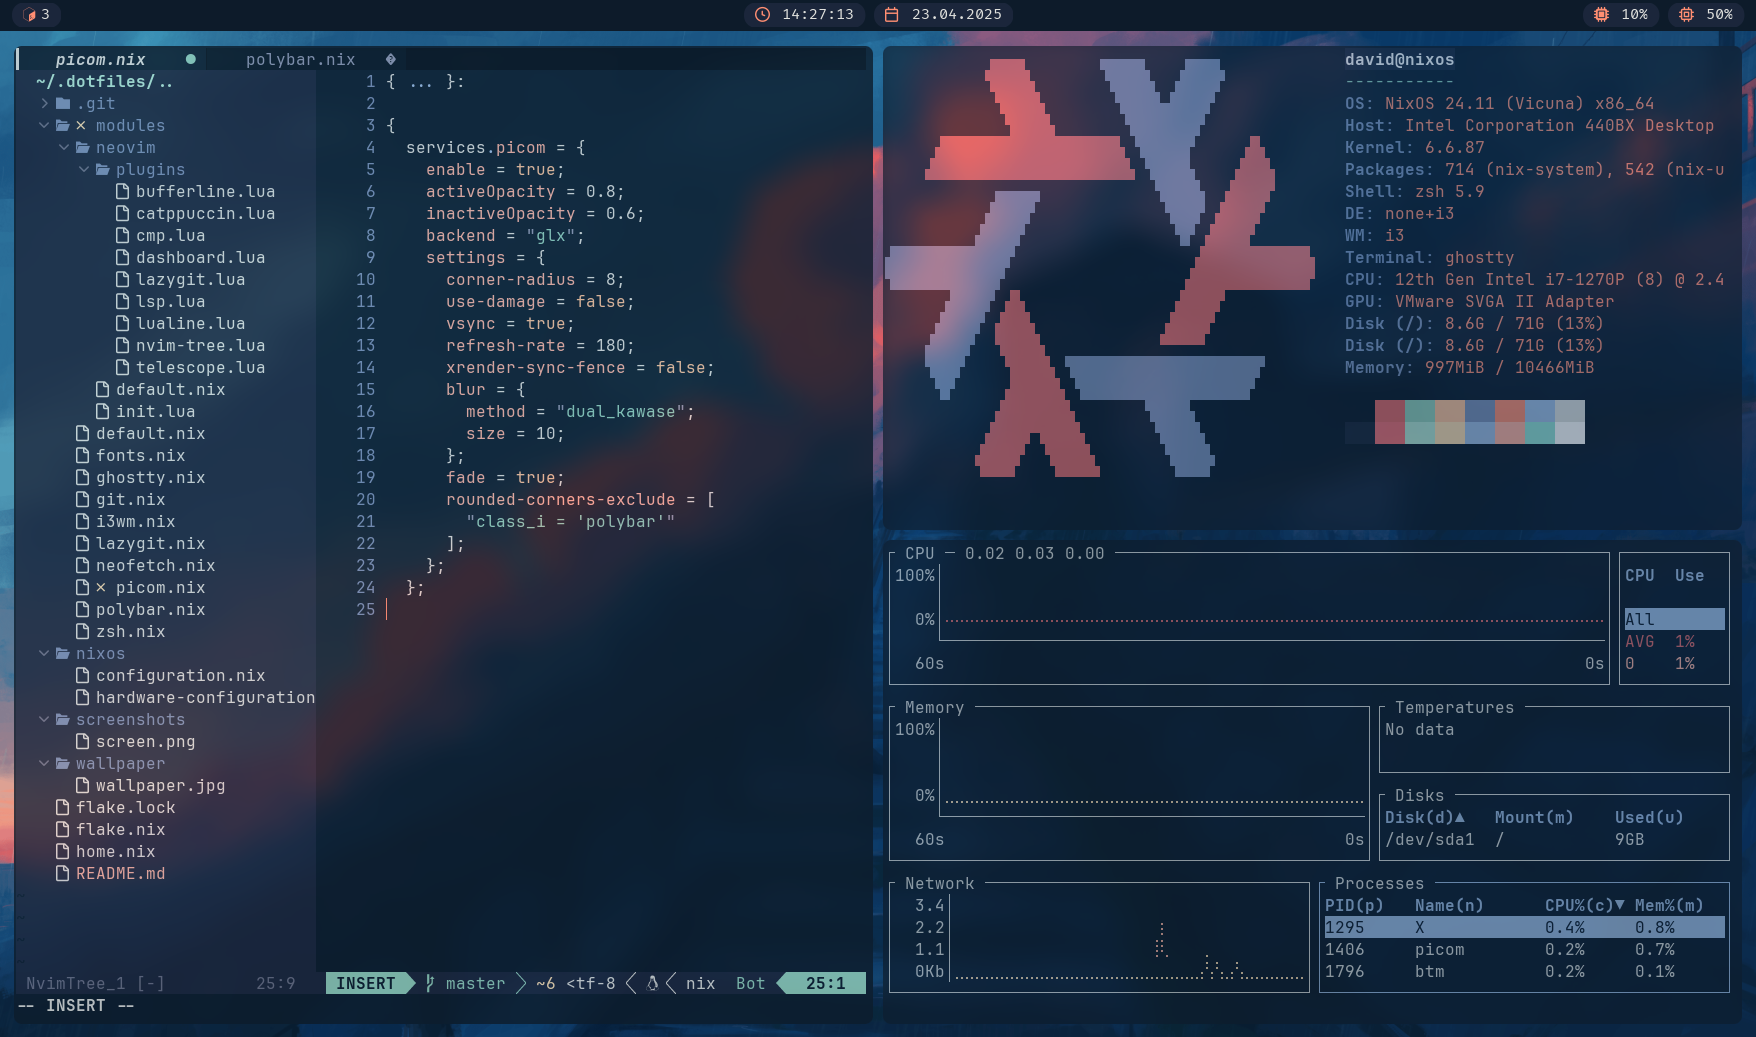 3
14:27:13
23.04.2025
10%
50%
picom.nix
polybar.nix
~/.dotfiles/..
.git
modules
neovim
plugins
bufferline.lua
catppuccin.lua
cmp.lua
dashboard.lua
lazygit.lua
lsp.lua
lualine.lua
nvim-tree.lua
telescope.lua
default.nix
init.lua
default.nix
fonts.nix
ghostty.nix
git.nix
i3wm.nix
lazygit.nix
neofetch.nix
picom.nix
polybar.nix
zsh.nix
nixos
configuration.nix
hardware-configuration
screenshots
screen.png
wallpaper
wallpaper.jpg
flake.lock
flake.nix
home.nix
README.md
NvimTree_1 [-] 25:9
1 { ... }:
2
3 {
4 services.picom = {
5 enable = true;
6 activeOpacity = 0.8;
7 inactiveOpacity = 0.6;
8 backend = "glx";
9 settings = {
10 corner-radius = 8;
11 use-damage = false;
12 vsync = true;
13 refresh-rate = 180;
14 xrender-sync-fence = false;
15 blur = {
16 method = "dual_kawase";
17 size = 10;
18 };
19 fade = true;
20 rounded-corners-exclude = [
21 "class_i = 'polybar'"
22 ];
23 };
24 };
25
INSERT master ~6 <tf-8 nix Bot 25:1
-- INSERT --
david@nixos
-----------
OS: NixOS 24.11 (Vicuna) x86_64
Host: Intel Corporation 440BX Desktop
Kernel: 6.6.87
Packages: 714 (nix-system), 542 (nix-u
Shell: zsh 5.9
DE: none+i3
WM: i3
Terminal: ghostty
CPU: 12th Gen Intel i7-1270P (8) @ 2.4
GPU: VMware SVGA II Adapter
Disk (/): 8.6G / 71G (13%)
Disk (/): 8.6G / 71G (13%)
Memory: 997MiB / 10466MiB
CPU — 0.02 0.03 0.00
100%
0%
60s 0s
CPU Use
All
AVG 1%
0 1%
Memory
100%
0%
60s 0s
Temperatures
No data
Disks
Disk(d)▲ Mount(m) Used(u)
/dev/sda1 / 9GB
Network
3.4
2.2
1.1
0Kb
Processes
PID(p) Name(n) CPU%(c)▼ Mem%(m)
1295 X 0.4% 0.8%
1406 picom 0.2% 0.7%
1796 btm 0.2% 0.1%